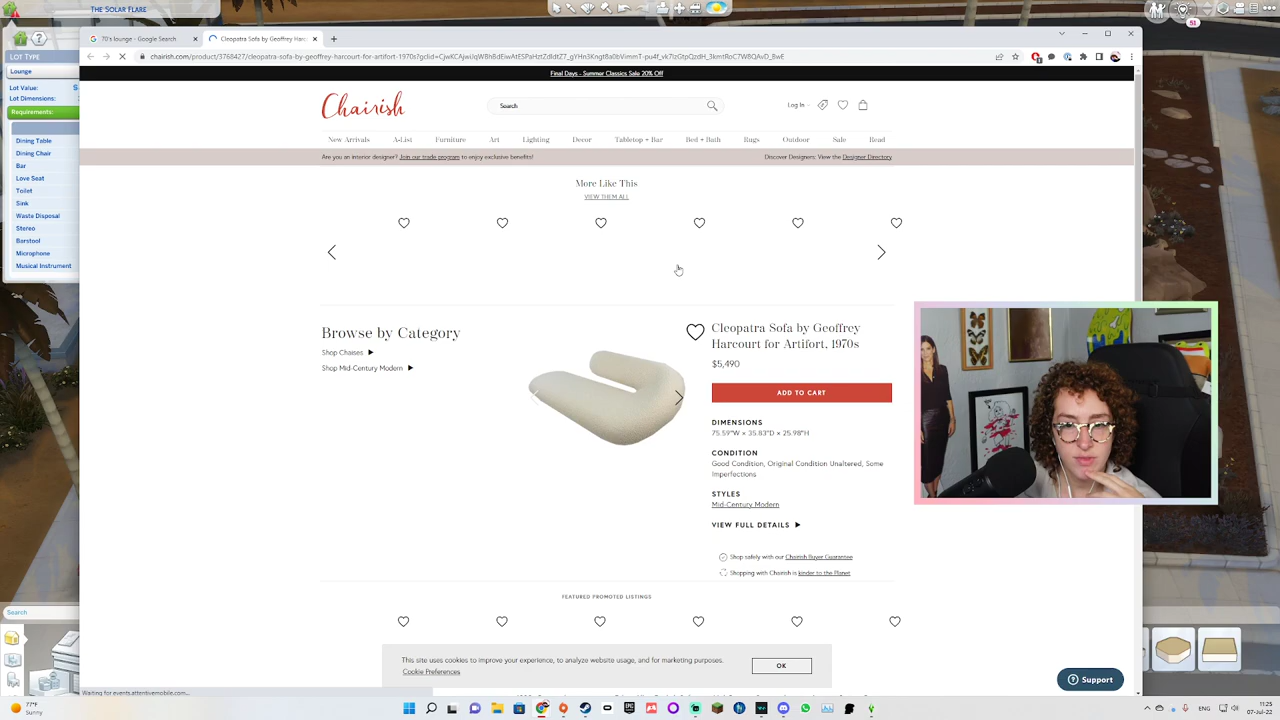 THE SOLAR FLARE
51
70's lounge - Google Search
Cleopatra Sofa by Geoffrey Harc
LOT TYPE
Lounge
Lot Value:
Lot Dimensions:
Requirements:
Dining Table
Dining Chair
Bar
Love Seat
Toilet
Sink
Waste Disposal
Stereo
Barstool
Microphone
Musical Instrument
Final Days - Summer Classics Sale 20% Off!
Chairish
Search
Log In
New Arrivals A-List Furniture Art Lighting Decor Tabletop + Bar Bed + Bath Rugs Outdoor Sale Read
Are you an interior designer? Join our trade program to enjoy exclusive benefits!
Discover Designers: View the Designer Directory
More Like This
VIEW THEM ALL
Browse by Category
Shop Chaises
Shop Mid-Century Modern
Cleopatra Sofa by Geoffrey
Harcourt for Artifort, 1970s
$5,490
ADD TO CART
DIMENSIONS
75.59"W × 35.83"D × 25.98"H
CONDITION
Good Condition, Original Condition Unaltered, Some
Imperfections
STYLES
Mid-Century Modern
VIEW FULL DETAILS
Shop safely with our Chairish Buyer Guarantee
Shopping with Chairish is kinder to the Planet
FEATURED PROMOTED LISTINGS
This site uses cookies to improve your experience, to analyze website usage, and for marketing purposes.
Cookie Preferences
OK
Support
Search
Waiting for events.attentivemobile.com...
77°F
Sunny
11:25
07-Jul-22